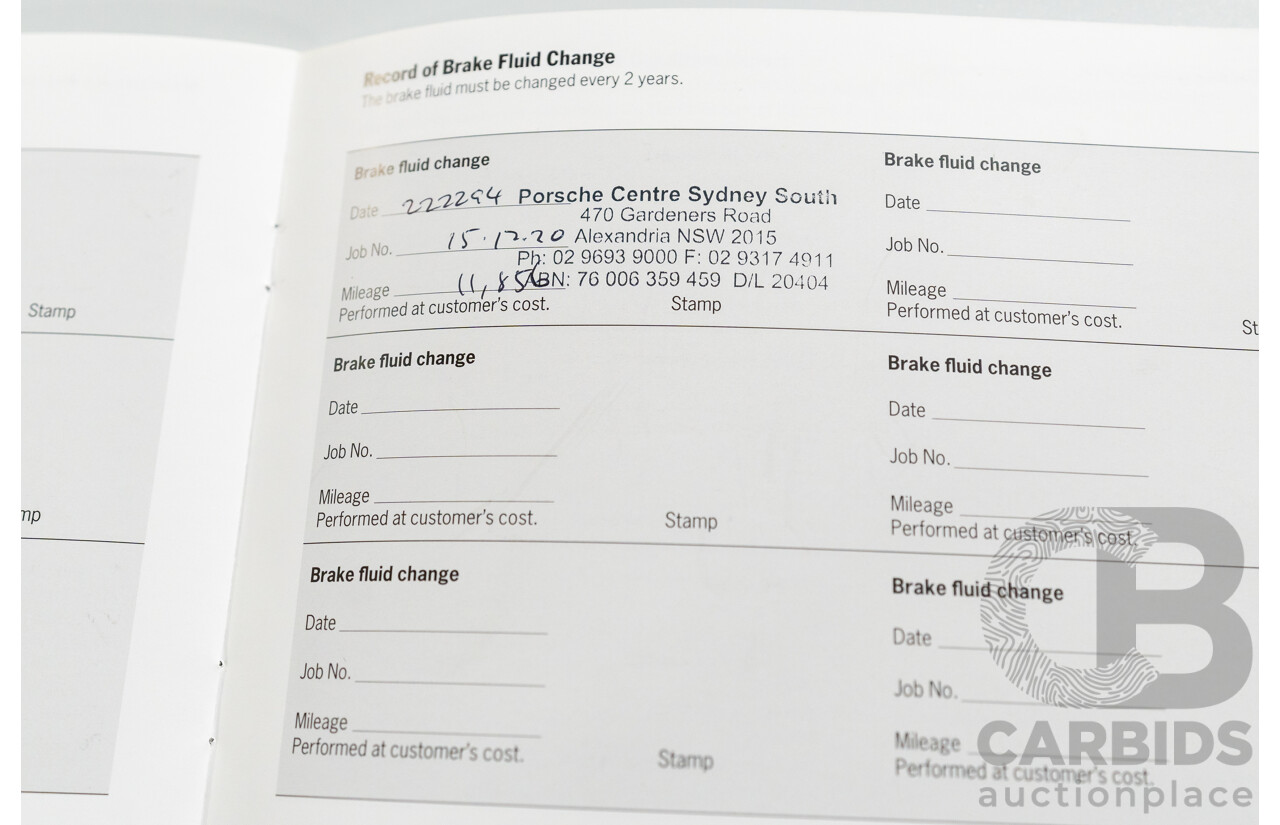 Record of Brake Fluid Change
The brake fluid must be changed every 2 years.
Brake fluid change
Date 222294
Job No. 15.12.20
Mileage 11,856
Performed at customer's cost.
Porsche Centre Sydney South
470 Gardeners Road
Alexandria NSW 2015
Ph: 02 9693 9000 F: 02 9317 4911
ABN: 76 006 359 459 D/L 20404
Stamp
Brake fluid change
Date
Job No.
Mileage
Performed at customer's cost.
St
Stamp
Brake fluid change
Date
Job No.
Mileage
Performed at customer's cost.
Stamp
Brake fluid change
Date
Job No.
Mileage
Performed at customer's cost.
mp
Brake fluid change
Date
Job No.
Mileage
Performed at customer's cost.
Stamp
Brake fluid change
Date
Job No.
Mileage
Performed at customer's cost.
CB
CARBIDS
auctionplace